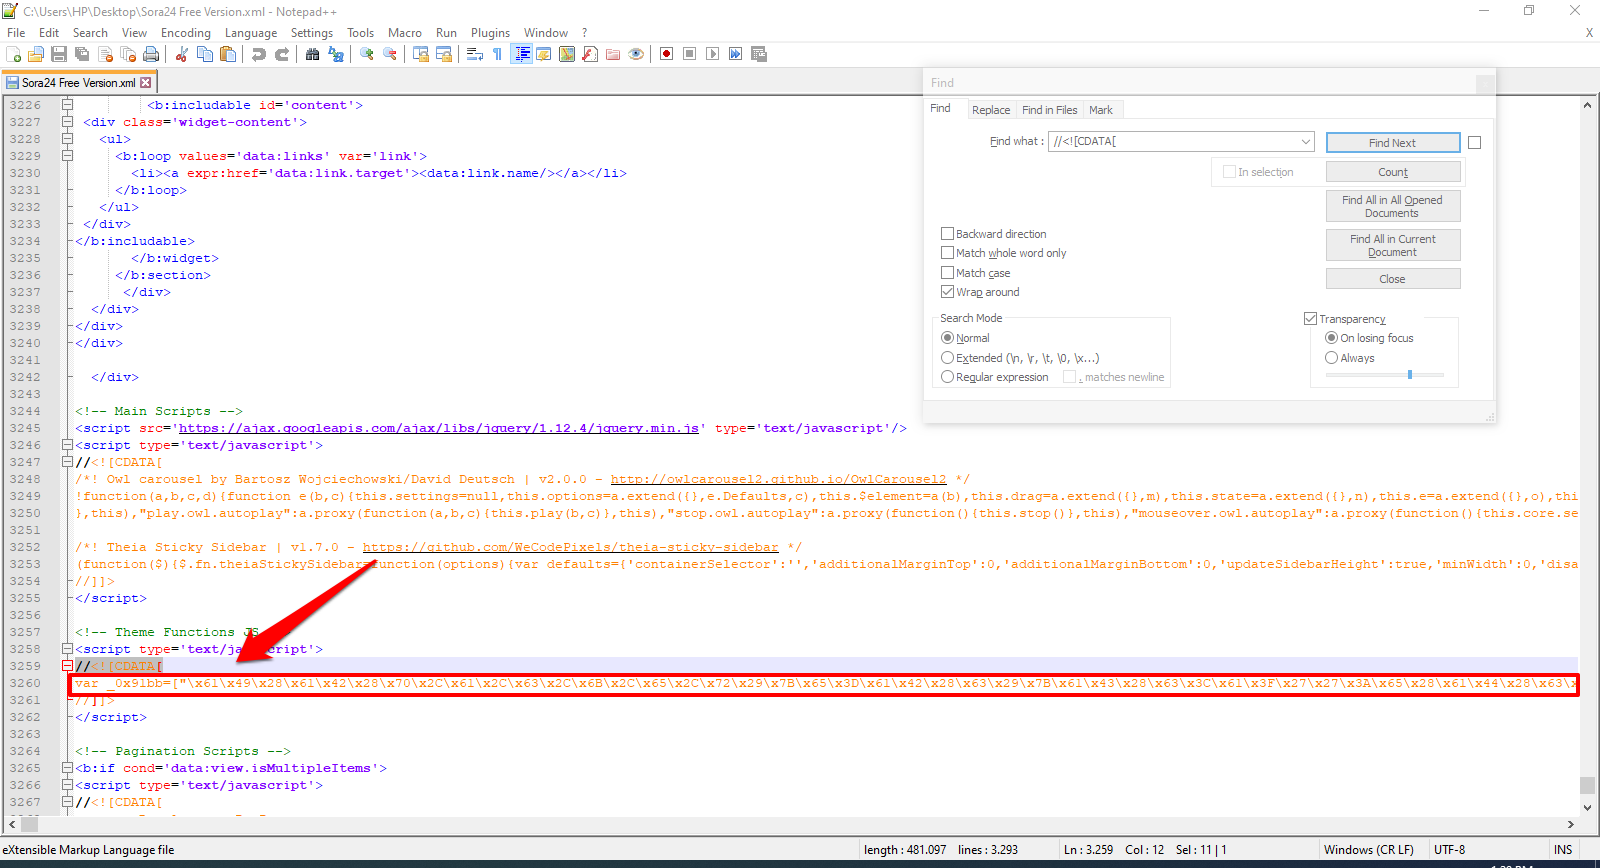 C:\Users\HP\Desktop\Sora24 Free Version.xml - Notepad++
File Edit Search View Encoding Language Settings Tools Macro Run Plugins Window ? X
Sora24 Free Version.xml
3226 <b:includable id='content'>
3227 <div class='widget-content'>
3228 <ul>
3229 <b:loop values='data:links' var='link'>
3230 <li><a expr:href='data:link.target'><data:link.name/></a></li>
3231 </b:loop>
3232 </ul>
3233 </div>
3234 </b:includable>
3235 </b:widget>
3236 </b:section>
3237 </div>
3238 </div>
3239 </div>
3240 </div>
3241
3242 </div>
3243
3244 <!-- Main Scripts -->
3245 <script src='https://ajax.googleapis.com/ajax/libs/jquery/1.12.4/jquery.min.js' type='text/javascript'/>
3246 <script type='text/javascript'>
3247 //<![CDATA[
3248 /*! Owl carousel by Bartosz Wojciechowski/David Deutsch | v2.0.0 - http://owlcarousel2.github.io/OwlCarousel2 */
3249 !function(a,b,c,d){function e(b,c){this.settings=null,this.options=a.extend({},e.Defaults,c),this.$element=a(b),this.drag=a.extend({},m),this.state=a.extend({},n),this.e=a.extend({},o),thi
3250 },this),"play.owl.autoplay":a.proxy(function(a,b,c){this.play(b,c)},this),"stop.owl.autoplay":a.proxy(function(){this.stop()},this),"mouseover.owl.autoplay":a.proxy(function(){this.core.se
3251
3252 /*! Theia Sticky Sidebar | v1.7.0 - https://github.com/WeCodePixels/theia-sticky-sidebar */
3253 (function($){$.fn.theiaStickySidebar=function(options){var defaults={'containerSelector':'','additionalMarginTop':0,'additionalMarginBottom':0,'updateSidebarHeight':true,'minWidth':0,'disa
3254 //]]>
3255 </script>
3256
3257 <!-- Theme Functions JS
3258 <script type='text/javascript'>
3259 //<![CDATA[
3260 var _0x91bb=["\x61\x49\x28\x61\x42\x28\x70\x2C\x61\x2C\x63\x2C\x6B\x2C\x65\x2C\x72\x29\x7B\x65\x3D\x61\x42\x28\x63\x29\x7B\x61\x43\x28\x63\x3C\x61\x3F\x27\x27\x3A\x65\x28\x61\x44\x28\x63\x
3261 //]]>
3262 </script>
3263
3264 <!-- Pagination Scripts -->
3265 <b:if cond='data:view.isMultipleItems'>
3266 <script type='text/javascript'>
3267 //<![CDATA[
Find
Find Replace Find in Files Mark
Find what : //<![CDATA[
Find Next
In selection
Count
Find All in All Opened
Documents
Find All in Current
Document
Close
Backward direction
Match whole word only
Match case
Wrap around
Search Mode
Normal
Extended (\n, \r, \t, \0, \x...)
Regular expression
. matches newline
Transparency
On losing focus
Always
eXtensible Markup Language file length : 481.097 lines : 3.293 Ln : 3.259 Col : 12 Sel : 11 | 1 Windows (CR LF) UTF-8 INS